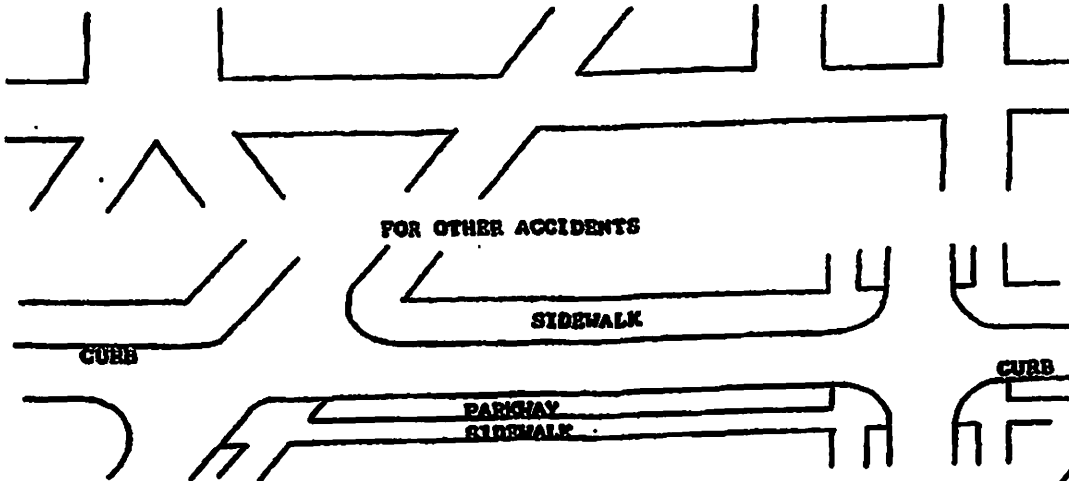 FOR OTHER ACCIDENTS
SIDEWALK
CURB
CURB
PARKWAY
SIDEWALK